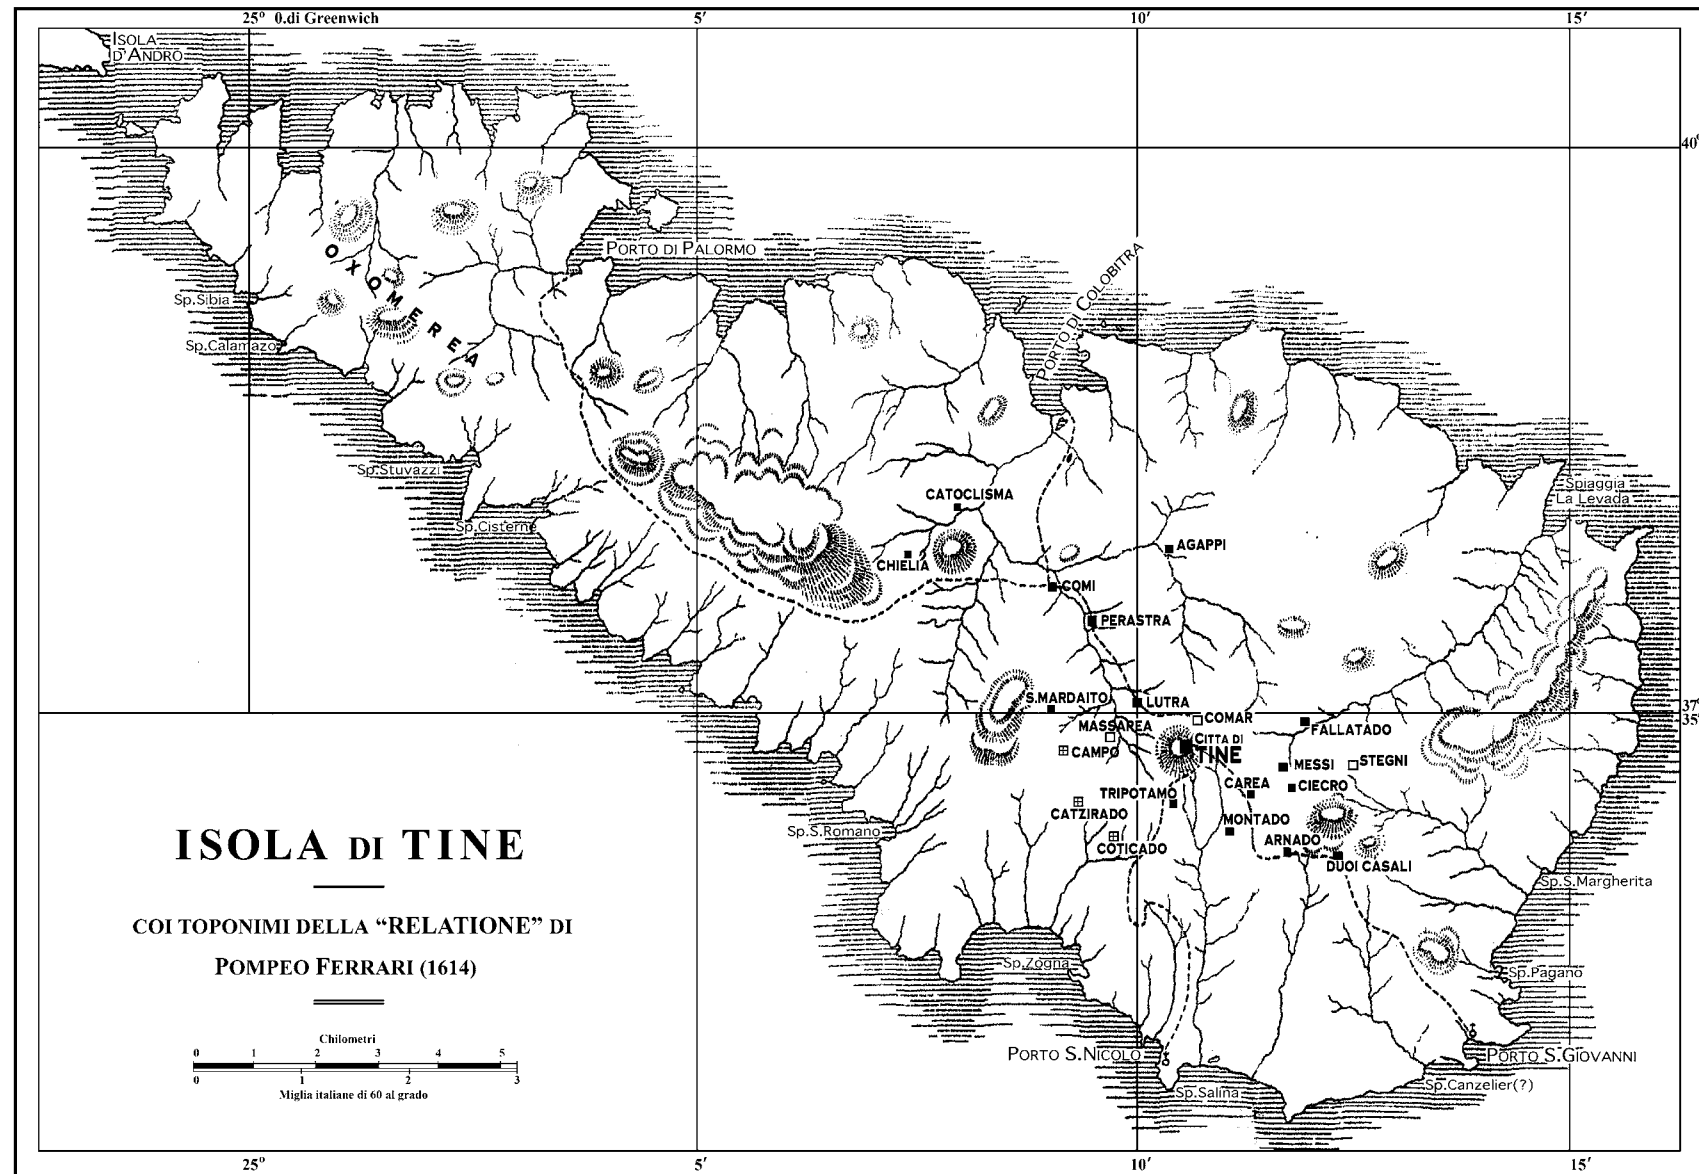 25° 0.di Greenwich
5′
10′
15′
ISOLA
D'ANDRO
40°
PORTO DI PALORMO
PORTO DI COLOBITRA
OXOMEREA
Sp.Sibia
Sp.Calamazo
Sp.Stuvazzi
Sp.Cisterne
Spiaggia
La Levada
CATOCLISMA
AGAPPI
CHIELIA
COMI
PERASTRA
S.MARDAITO
LUTRA
COMAR
37°
35′
MASSAREA
FALLATADO
CAMPO
CITTA DI
TINE
MESSI
STEGNI
CAREA
CIECRO
TRIPOTAMO
CATZIRADO
MONTADO
Sp.S.Romano
COTICADO
ARNADO
DUOI CASALI
Sp.S.Margherita
Sp.Zogna
Sp.Pagano
PORTO S.NICOLO
PORTO S.GIOVANNI
Sp.Salina
Sp.Canzelier(?)
ISOLA DI TINE
COI TOPONIMI DELLA “RELATIONE” DI
POMPEO FERRARI (1614)
Chilometri
0 1 2 3 4 5
0 1 2 3
Miglia italiane di 60 al grado
25°
5′
10′
15′